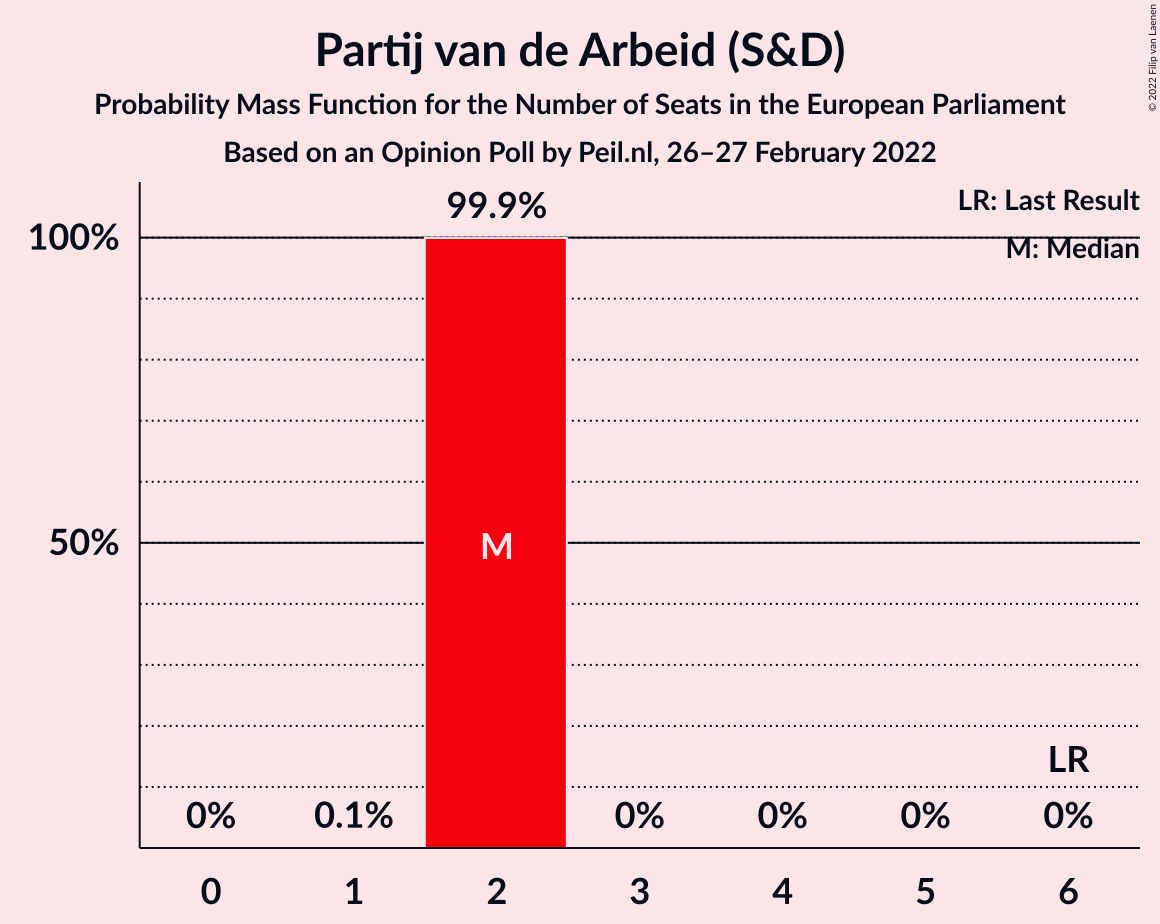 Partij van de Arbeid (S&D)
Probability Mass Function for the Number of Seats in the European Parliament
Based on an Opinion Poll by Peil.nl, 26–27 February 2022
© 2022 Filip van Laenen
LR: Last Result
M: Median
99.9%
100%
50%
M
LR
0% 0.1% 0% 0% 0% 0%
0 1 2 3 4 5 6